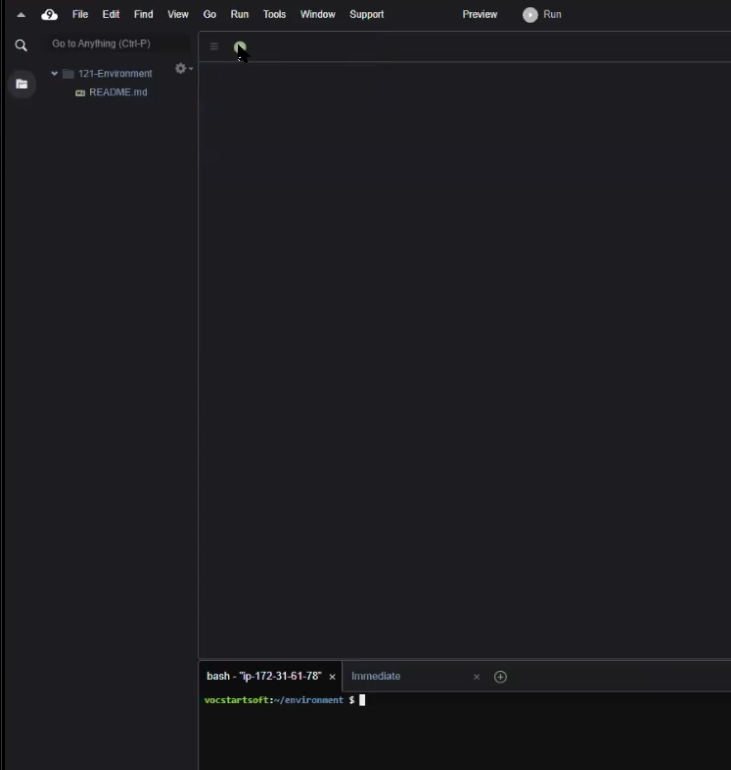 File Edit Find View Go Run Tools Window Support Preview Run
Go to Anything (Ctrl-P)
121-Environment
README.md
bash - "ip-172-31-61-78" × Immediate ×
vocstartsoft:~/environment $